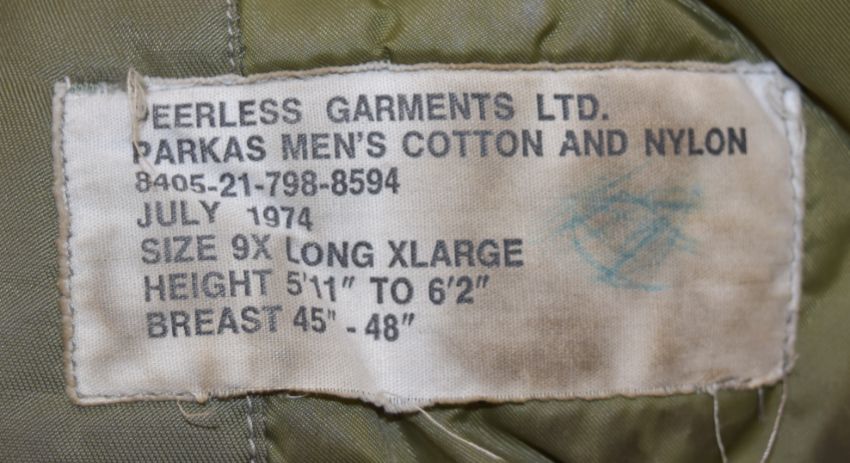 PEERLESS GARMENTS LTD.
PARKAS MEN'S COTTON AND NYLON
8405-21-798-8594
JULY 1974
SIZE 9X LONG XLARGE
HEIGHT 5'11" TO 6'2"
BREAST 45" - 48"